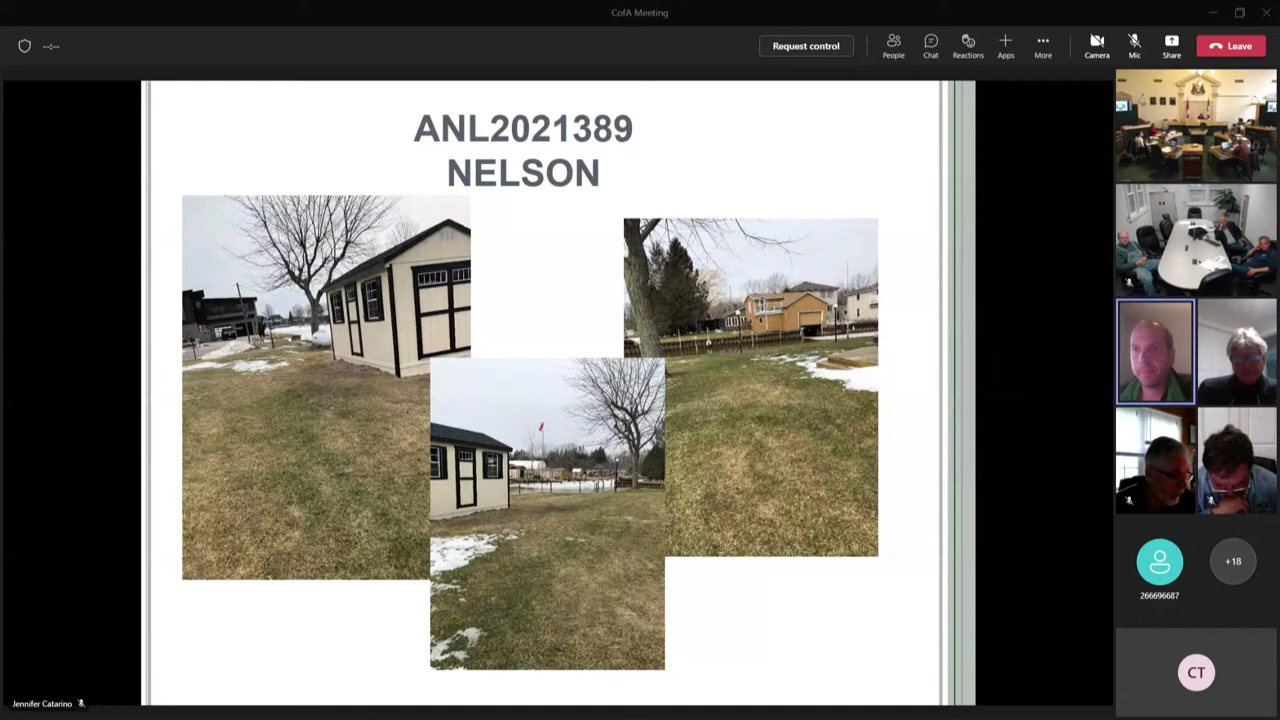 CofA Meeting
--:--
Request control
People
Chat
Reactions
Apps
More
Camera
Mic
Share
Leave
ANL2021389
NELSON
266696687
+18
CT
Jennifer Catarino